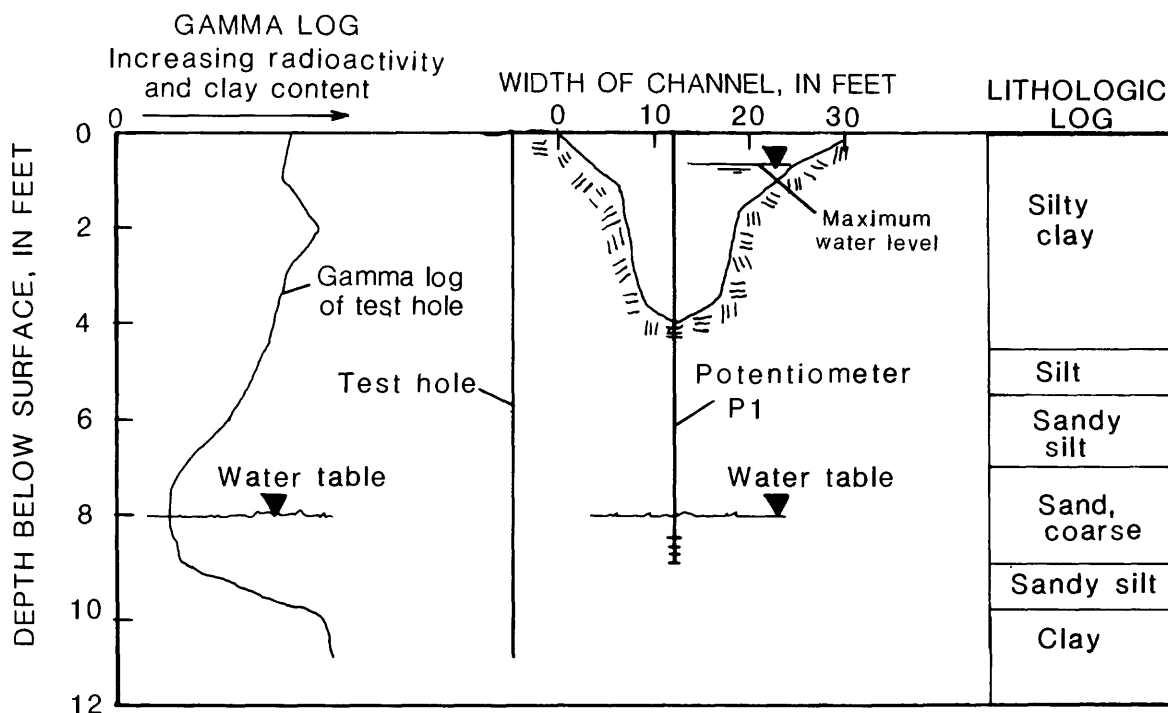 GAMMA LOG
Increasing radioactivity
and clay content
0
WIDTH OF CHANNEL, IN FEET
0 10 20 30
LITHOLOGIC
LOG
DEPTH BELOW SURFACE, IN FEET
0
2
4
6
8
10
12
Gamma log
of test hole
Water table
Test hole
Maximum
water level
Potentiometer
P1
Water table
Silty
clay
Silt
Sandy
silt
Sand,
coarse
Sandy silt
Clay